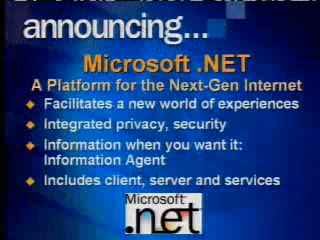 announcing...
Microsoft .NET
A Platform for the Next-Gen Internet
Facilitates a new world of experiences
Integrated privacy, security
Information when you want it:
Information Agent
Includes client, server and services
Microsoft
.net